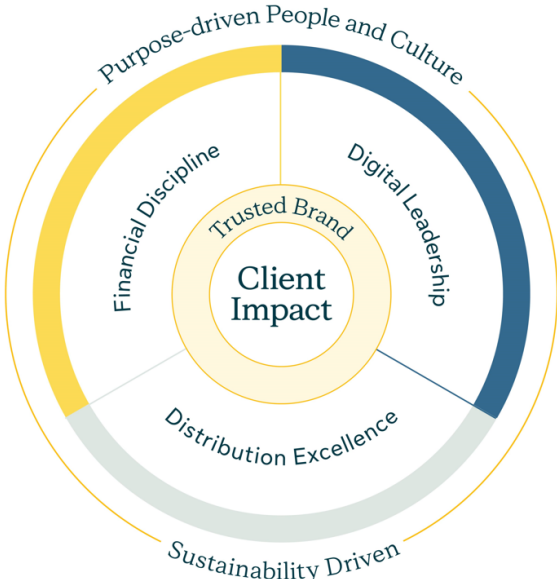 Purpose-driven People and Culture
Financial Discipline
Digital Leadership
Trusted Brand
Client
Impact
Distribution Excellence
Sustainability Driven